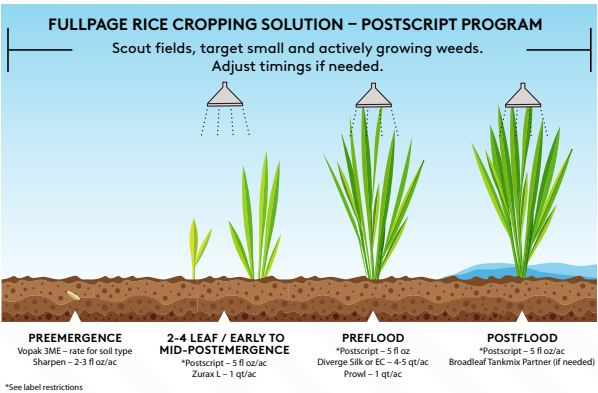 FULLPAGE RICE CROPPING SOLUTION – POSTSCRIPT PROGRAM
Scout fields, target small and actively growing weeds.
Adjust timings if needed.
PREEMERGENCE
Vopak 3ME – rate for soil type
Sharpen – 2-3 fl oz/ac
2-4 LEAF / EARLY TO
MID-POSTEMERGENCE
*Postscript – 5 fl oz/ac
Zurax L – 1 qt/ac
PREFLOOD
*Postscript – 5 fl oz
Diverge Silk or EC – 4-5 qt/ac
Prowl – 1 qt/ac
POSTFLOOD
*Postscript – 5 fl oz/ac
Broadleaf Tankmix Partner (if needed)
*See label restrictions